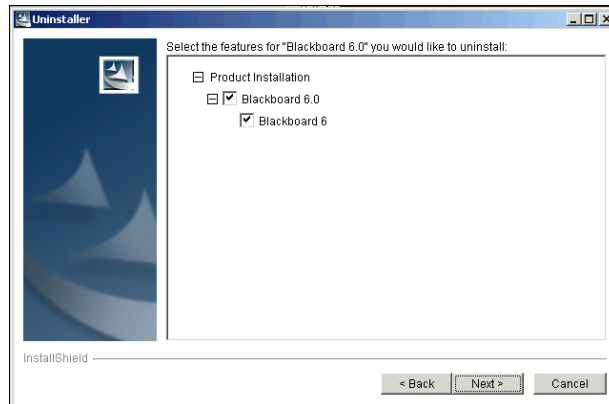 Uninstaller
Select the features for "Blackboard 6.0" you would like to uninstall:
Product Installation
Blackboard 6.0
Blackboard 6
InstallShield
< Back
Next >
Cancel